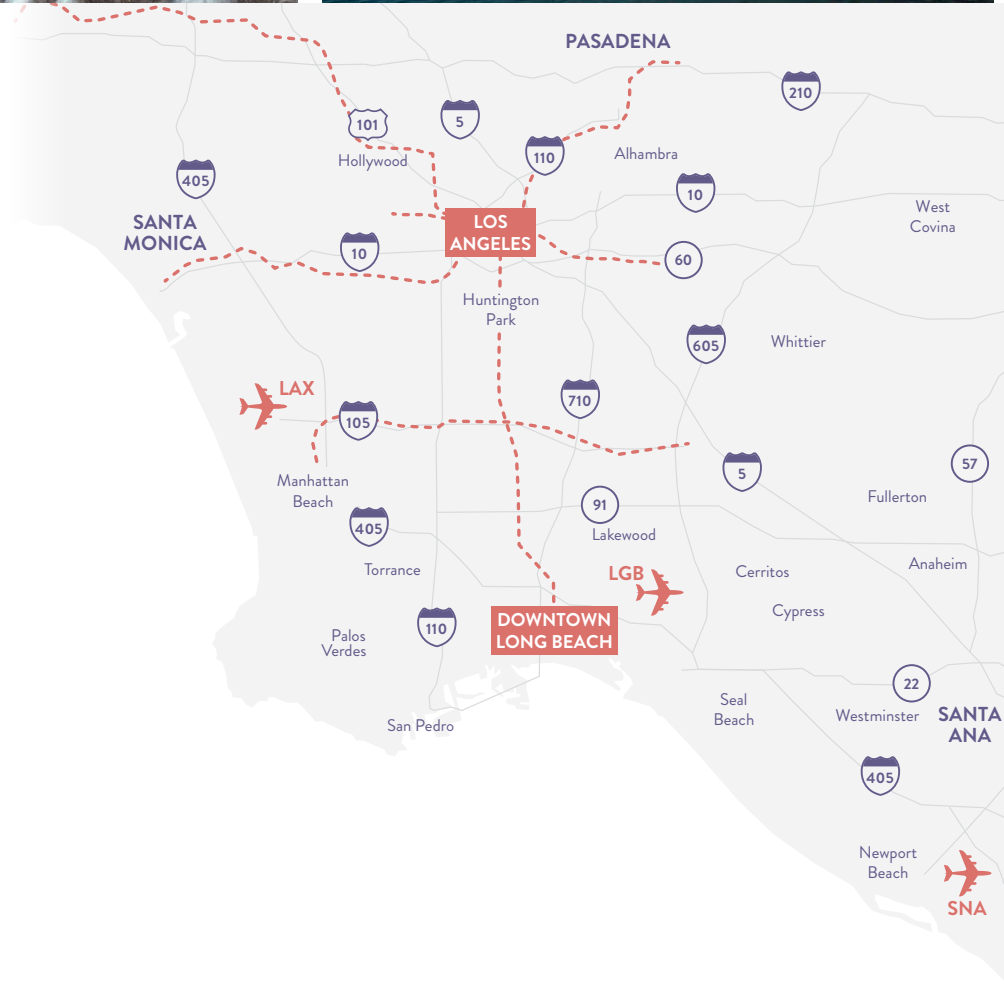 PASADENA
210
101
5
110
Hollywood
Alhambra
405
10
SANTA
MONICA
West
Covina
LOS
ANGELES
10
60
Huntington
Park
605
Whittier
LAX
710
105
5
57
Manhattan
Beach
Fullerton
91
405
Lakewood
Torrance
LGB
Cerritos
Anaheim
Cypress
110
DOWNTOWN
LONG BEACH
Palos
Verdes
22
Seal
Beach
Westminster
SANTA
ANA
San Pedro
405
Newport
Beach
SNA